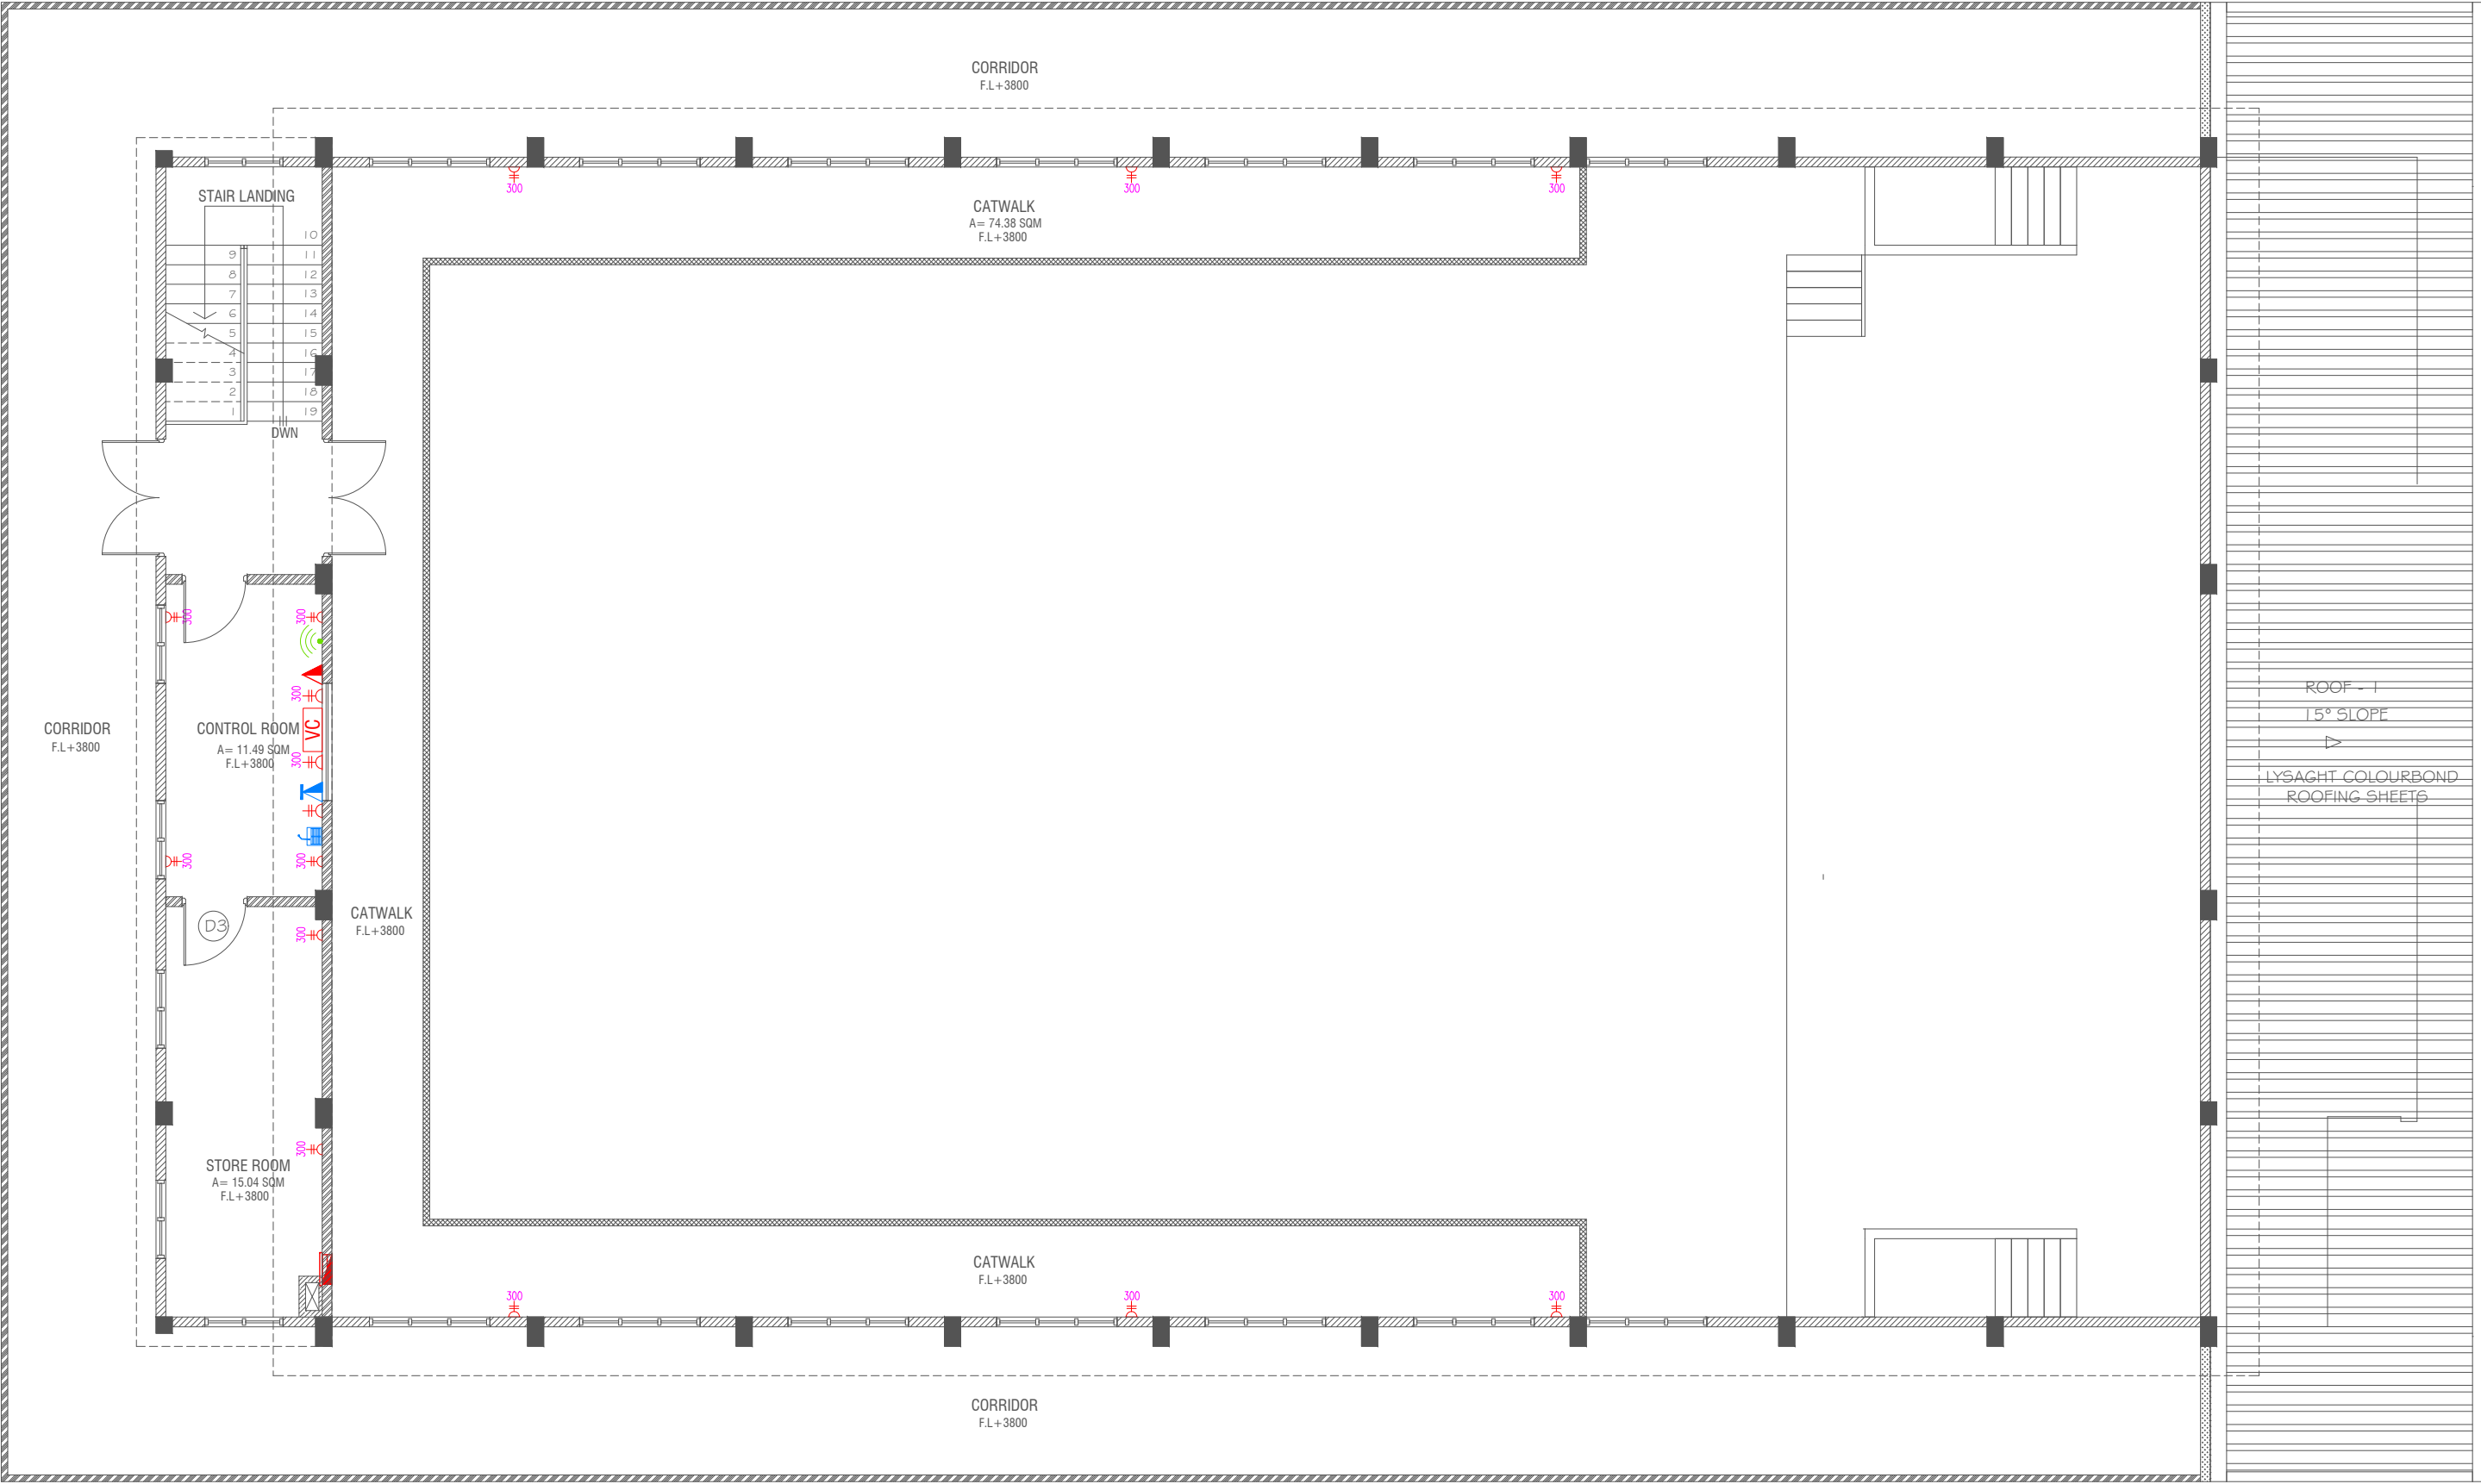 CORRIDOR
F.L+3800
300
300
300
STAIR LANDING
CATWALK
A= 74.38 SQM
F.L+3800
10
9
11
8
12
7
13
6
14
5
15
4
16
3
17
2
18
1
19
DWN
300
300
300
VC
300
300
300
CORRIDOR
F.L+3800
CONTROL ROOM
A= 11.49 SQM
F.L+3800
ROOF - 1
15° SLOPE
LYSAGHT COLOURBOND
ROOFING SHEETS
D3
300
CATWALK
F.L+3800
300
STORE ROOM
A= 15.04 SQM
F.L+3800
CATWALK
F.L+3800
300
300
300
CORRIDOR
F.L+3800